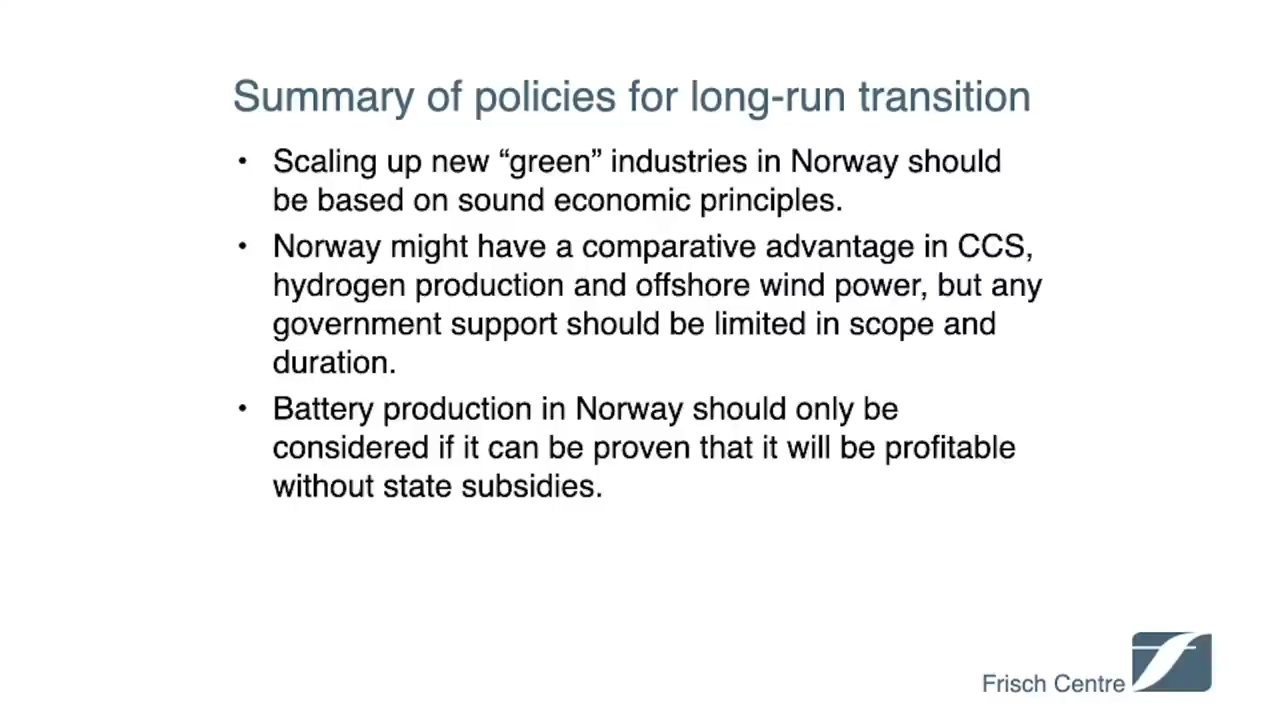 Summary of policies for long-run transition
• Scaling up new “green” industries in Norway should
be based on sound economic principles.
• Norway might have a comparative advantage in CCS,
hydrogen production and offshore wind power, but any
government support should be limited in scope and
duration.
• Battery production in Norway should only be
considered if it can be proven that it will be profitable
without state subsidies.
Frisch Centre